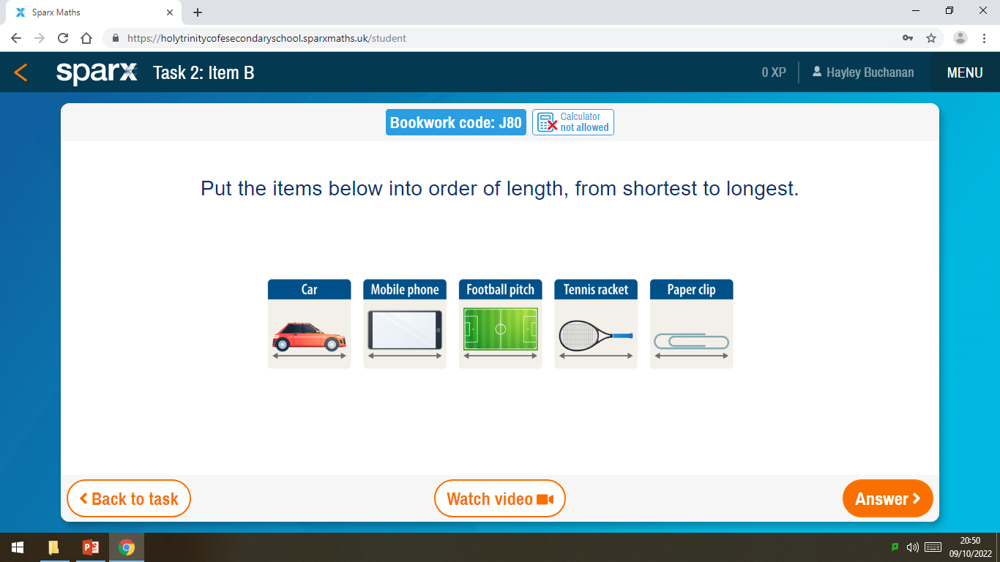 Sparx Maths
https://holytrinitycofesecondaryschool.sparxmaths.uk/student
sparx Task 2: Item B
0 XP
Hayley Buchanan
MENU
Bookwork code: J80
Calculator
not allowed
Put the items below into order of length, from shortest to longest.
Car
Mobile phone
Football pitch
Tennis racket
Paper clip
Back to task
Watch video
Answer
20:50
09/10/2022